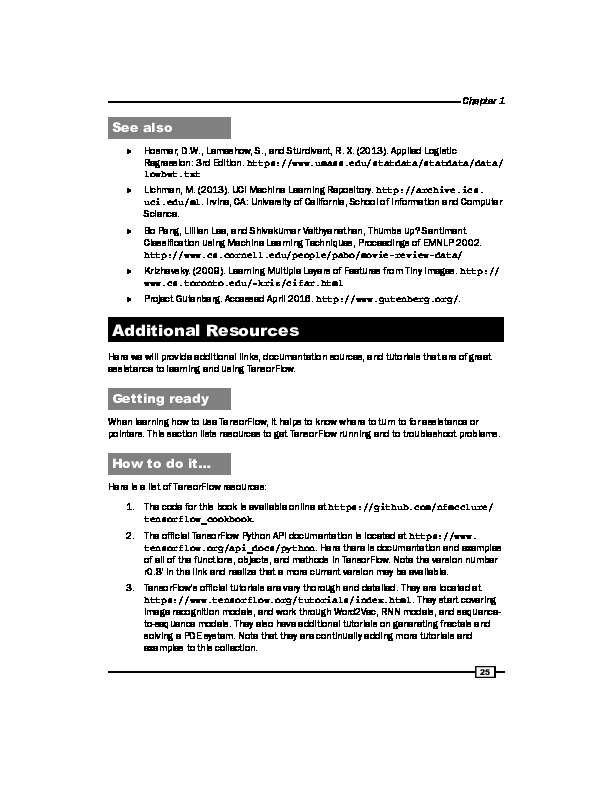 Chapter 1
See also
► Hosmer, D.W., Lemeshow, S., and Sturdivant, R. X. (2013). Applied Logistic
Regression: 3rd Edition. https://www.umass.edu/statdata/statdata/data/
lowbwt.txt
► Lichman, M. (2013). UCI Machine Learning Repository. http://archive.ics.
uci.edu/ml. Irvine, CA: University of California, School of Information and Computer
Science.
► Bo Pang, Lillian Lee, and Shivakumar Vaithyanathan, Thumbs up? Sentiment
Classification using Machine Learning Techniques, Proceedings of EMNLP 2002.
http://www.cs.cornell.edu/people/pabo/movie-review-data/
► Krizhevsky. (2009). Learning Multiple Layers of Features from Tiny Images. http://
www.cs.toronto.edu/~kriz/cifar.html
► Project Gutenberg. Accessed April 2016. http://www.gutenberg.org/.
Additional Resources
Here we will provide additional links, documentation sources, and tutorials that are of great
assistance to learning and using TensorFlow.
Getting ready
When learning how to use TensorFlow, it helps to know where to turn to for assistance or
pointers. This section lists resources to get TensorFlow running and to troubleshoot problems.
How to do it…
Here is a list of TensorFlow resources:
1. The code for this book is available online at https://github.com/nfmcclure/
tensorflow_cookbook.
2. The official TensorFlow Python API documentation is located at https://www.
tensorflow.org/api_docs/python. Here there is documentation and examples
of all of the functions, objects, and methods in TensorFlow. Note the version number
r0.8' in the link and realize that a more current version may be available.
3. TensorFlow's official tutorials are very thorough and detailed. They are located at
https://www.tensorflow.org/tutorials/index.html. They start covering
image recognition models, and work through Word2Vec, RNN models, and sequence-
to-sequence models. They also have additional tutorials on generating fractals and
solving a PDE system. Note that they are continually adding more tutorials and
examples to this collection.
25